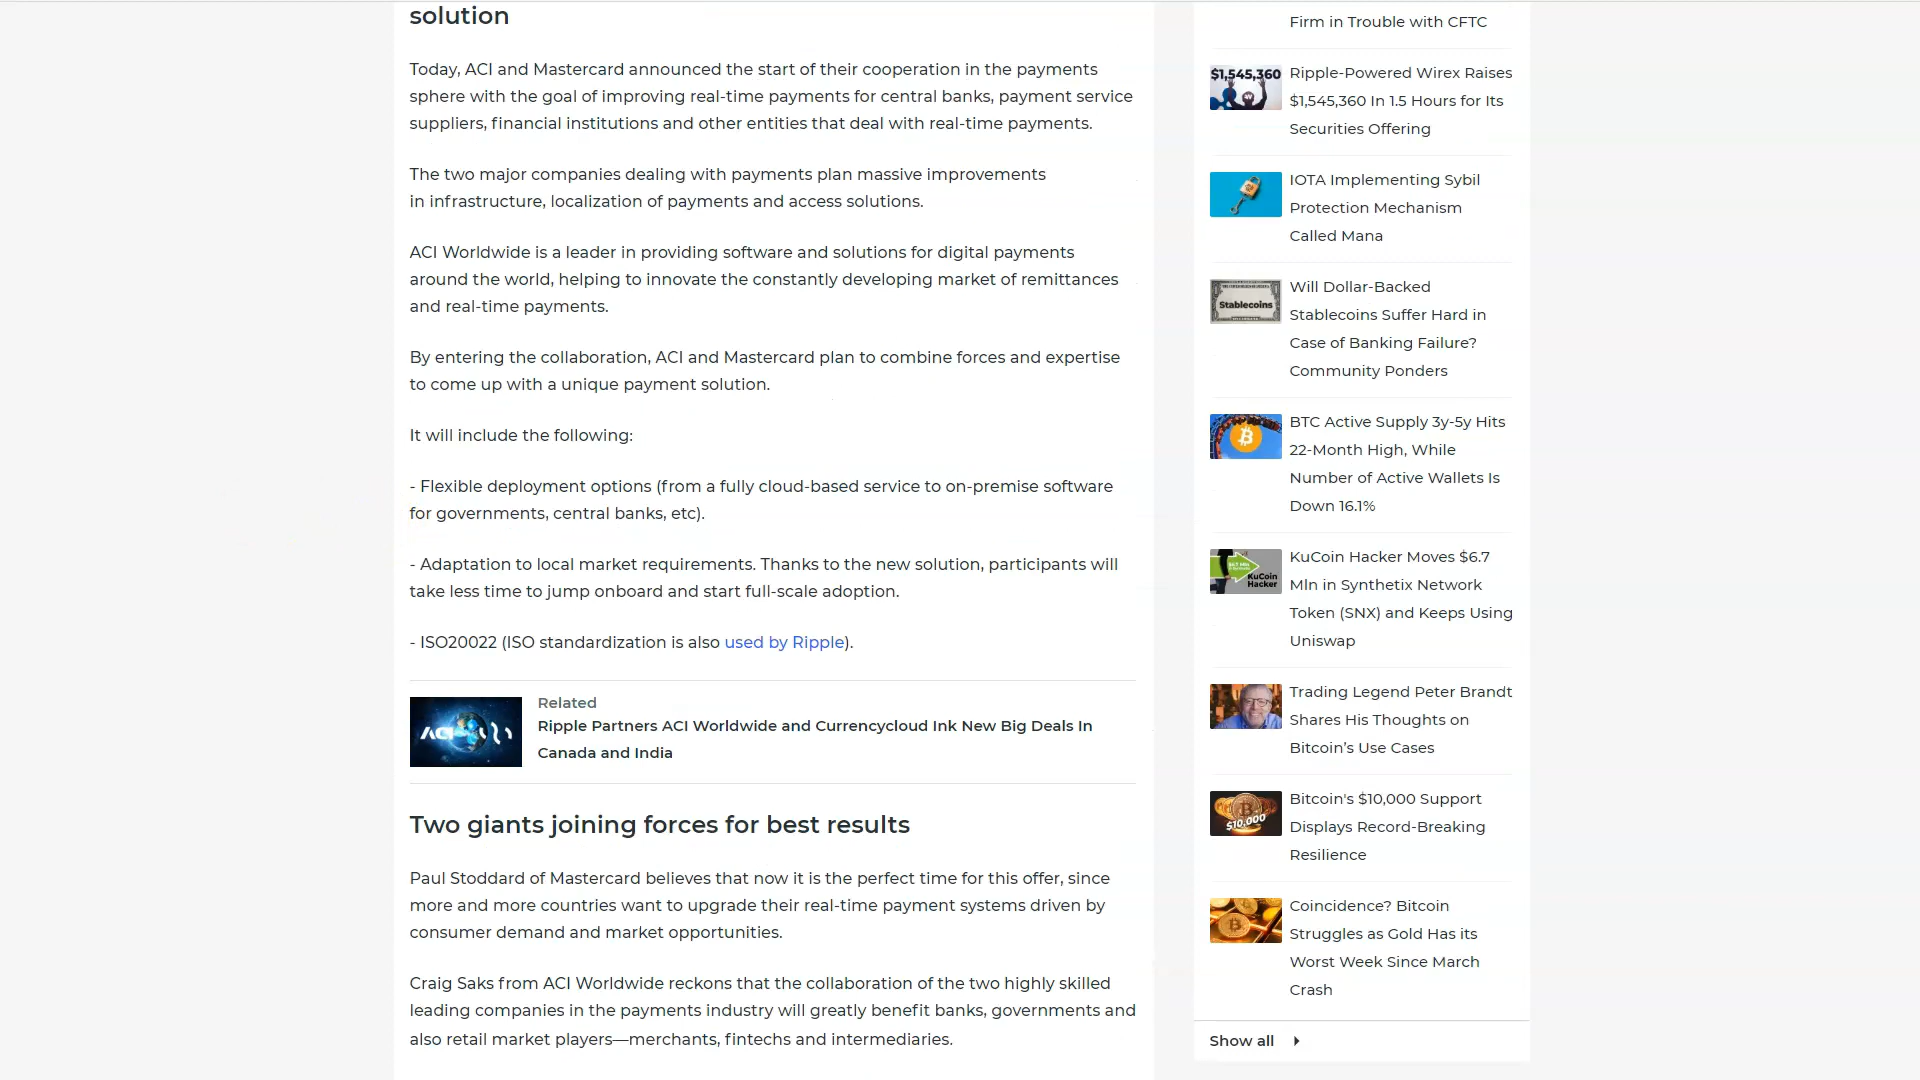 solution
Today, ACI and Mastercard announced the start of their cooperation in the payments
sphere with the goal of improving real-time payments for central banks, payment service
suppliers, financial institutions and other entities that deal with real-time payments.
The two major companies dealing with payments plan massive improvements
in infrastructure, localization of payments and access solutions.
ACI Worldwide is a leader in providing software and solutions for digital payments
around the world, helping to innovate the constantly developing market of remittances
and real-time payments.
By entering the collaboration, ACI and Mastercard plan to combine forces and expertise
to come up with a unique payment solution.
It will include the following:
- Flexible deployment options (from a fully cloud-based service to on-premise software
for governments, central banks, etc).
- Adaptation to local market requirements. Thanks to the new solution, participants will
take less time to jump onboard and start full-scale adoption.
- ISO20022 (ISO standardization is also used by Ripple).
ACI
Related
Ripple Partners ACI Worldwide and Currencycloud Ink New Big Deals In
Canada and India
Two giants joining forces for best results
Paul Stoddard of Mastercard believes that now it is the perfect time for this offer, since
more and more countries want to upgrade their real-time payment systems driven by
consumer demand and market opportunities.
Craig Saks from ACI Worldwide reckons that the collaboration of the two highly skilled
leading companies in the payments industry will greatly benefit banks, governments and
also retail market players—merchants, fintechs and intermediaries.
Firm in Trouble with CFTC
$1,545,360
Ripple-Powered Wirex Raises
$1,545,360 In 1.5 Hours for Its
Securities Offering
IOTA Implementing Sybil
Protection Mechanism
Called Mana
Stablecoins
Will Dollar-Backed
Stablecoins Suffer Hard in
Case of Banking Failure?
Community Ponders
BTC Active Supply 3y-5y Hits
22-Month High, While
Number of Active Wallets Is
Down 16.1%
KuCoin
Hacker
KuCoin Hacker Moves $6.7
Mln in Synthetix Network
Token (SNX) and Keeps Using
Uniswap
Trading Legend Peter Brandt
Shares His Thoughts on
Bitcoin’s Use Cases
$10,000
Bitcoin's $10,000 Support
Displays Record-Breaking
Resilience
Coincidence? Bitcoin
Struggles as Gold Has its
Worst Week Since March
Crash
Show all